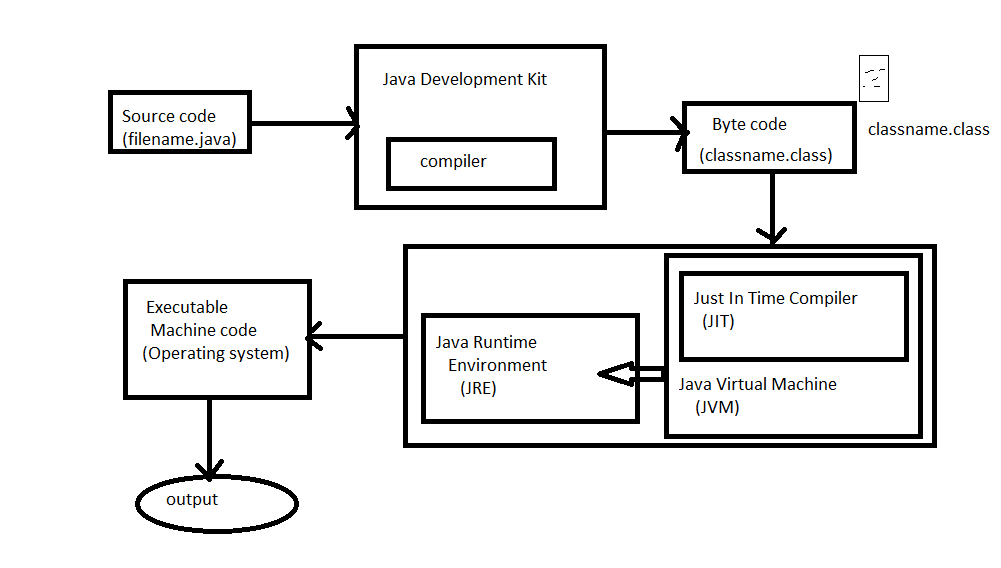 Java Development Kit
Source code
(filename.java)
compiler
Byte code
(classname.class)
classname.class
Just In Time Compiler
(JIT)
Java Virtual Machine
(JVM)
Java Runtime
Environment
(JRE)
Executable
Machine code
(Operating system)
output